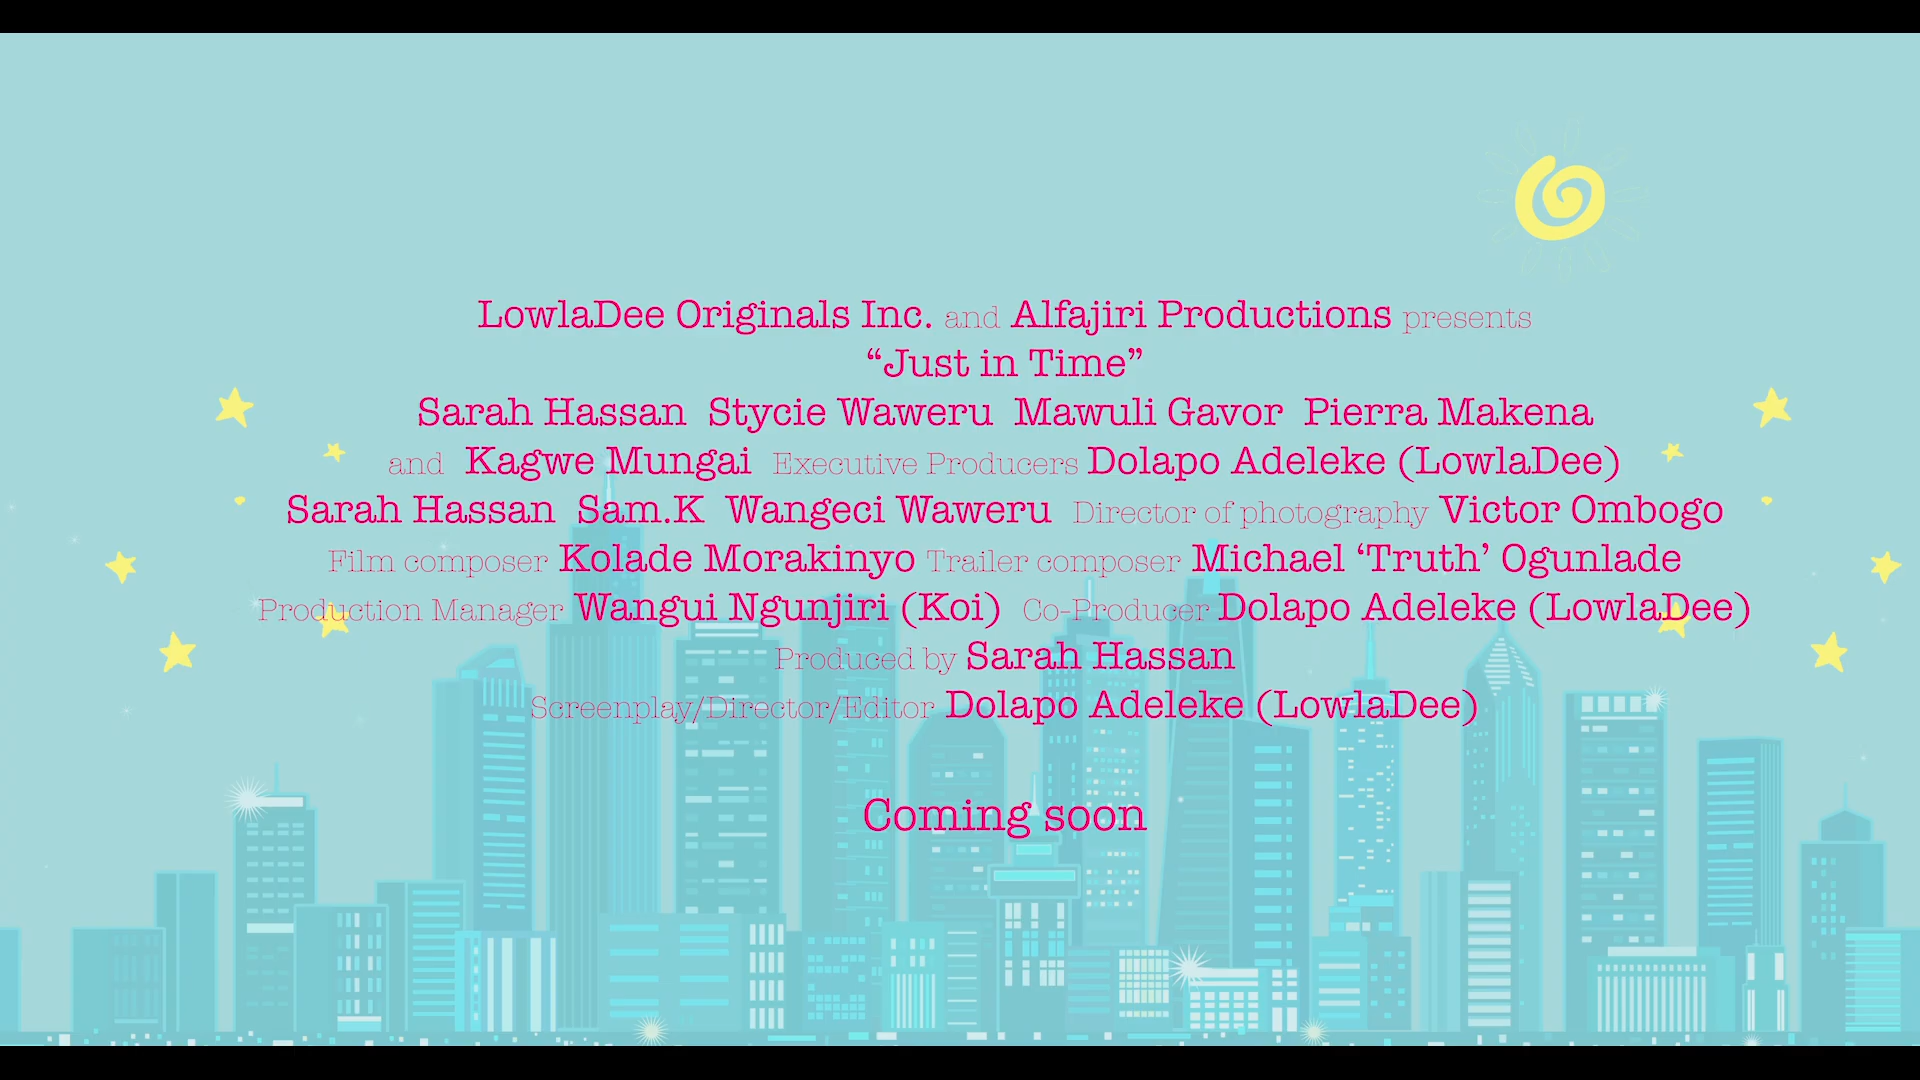 LowlaDee Originals Inc. and Alfajiri Productions presents
“Just in Time”
Sarah Hassan Stycie Waweru Mawuli Gavor Pierra Makena
and Kagwe Mungai Executive Producers Dolapo Adeleke (LowlaDee)
Sarah Hassan Sam.K Wangeci Waweru Director of photography Victor Ombogo
Film composer Kolade Morakinyo Trailer composer Michael ‘Truth’ Ogunlade
Production Manager Wangui Ngunjiri (Koi) Co-Producer Dolapo Adeleke (LowlaDee)
Produced by Sarah Hassan
Screenplay/Director/Editor Dolapo Adeleke (LowlaDee)
Coming soon